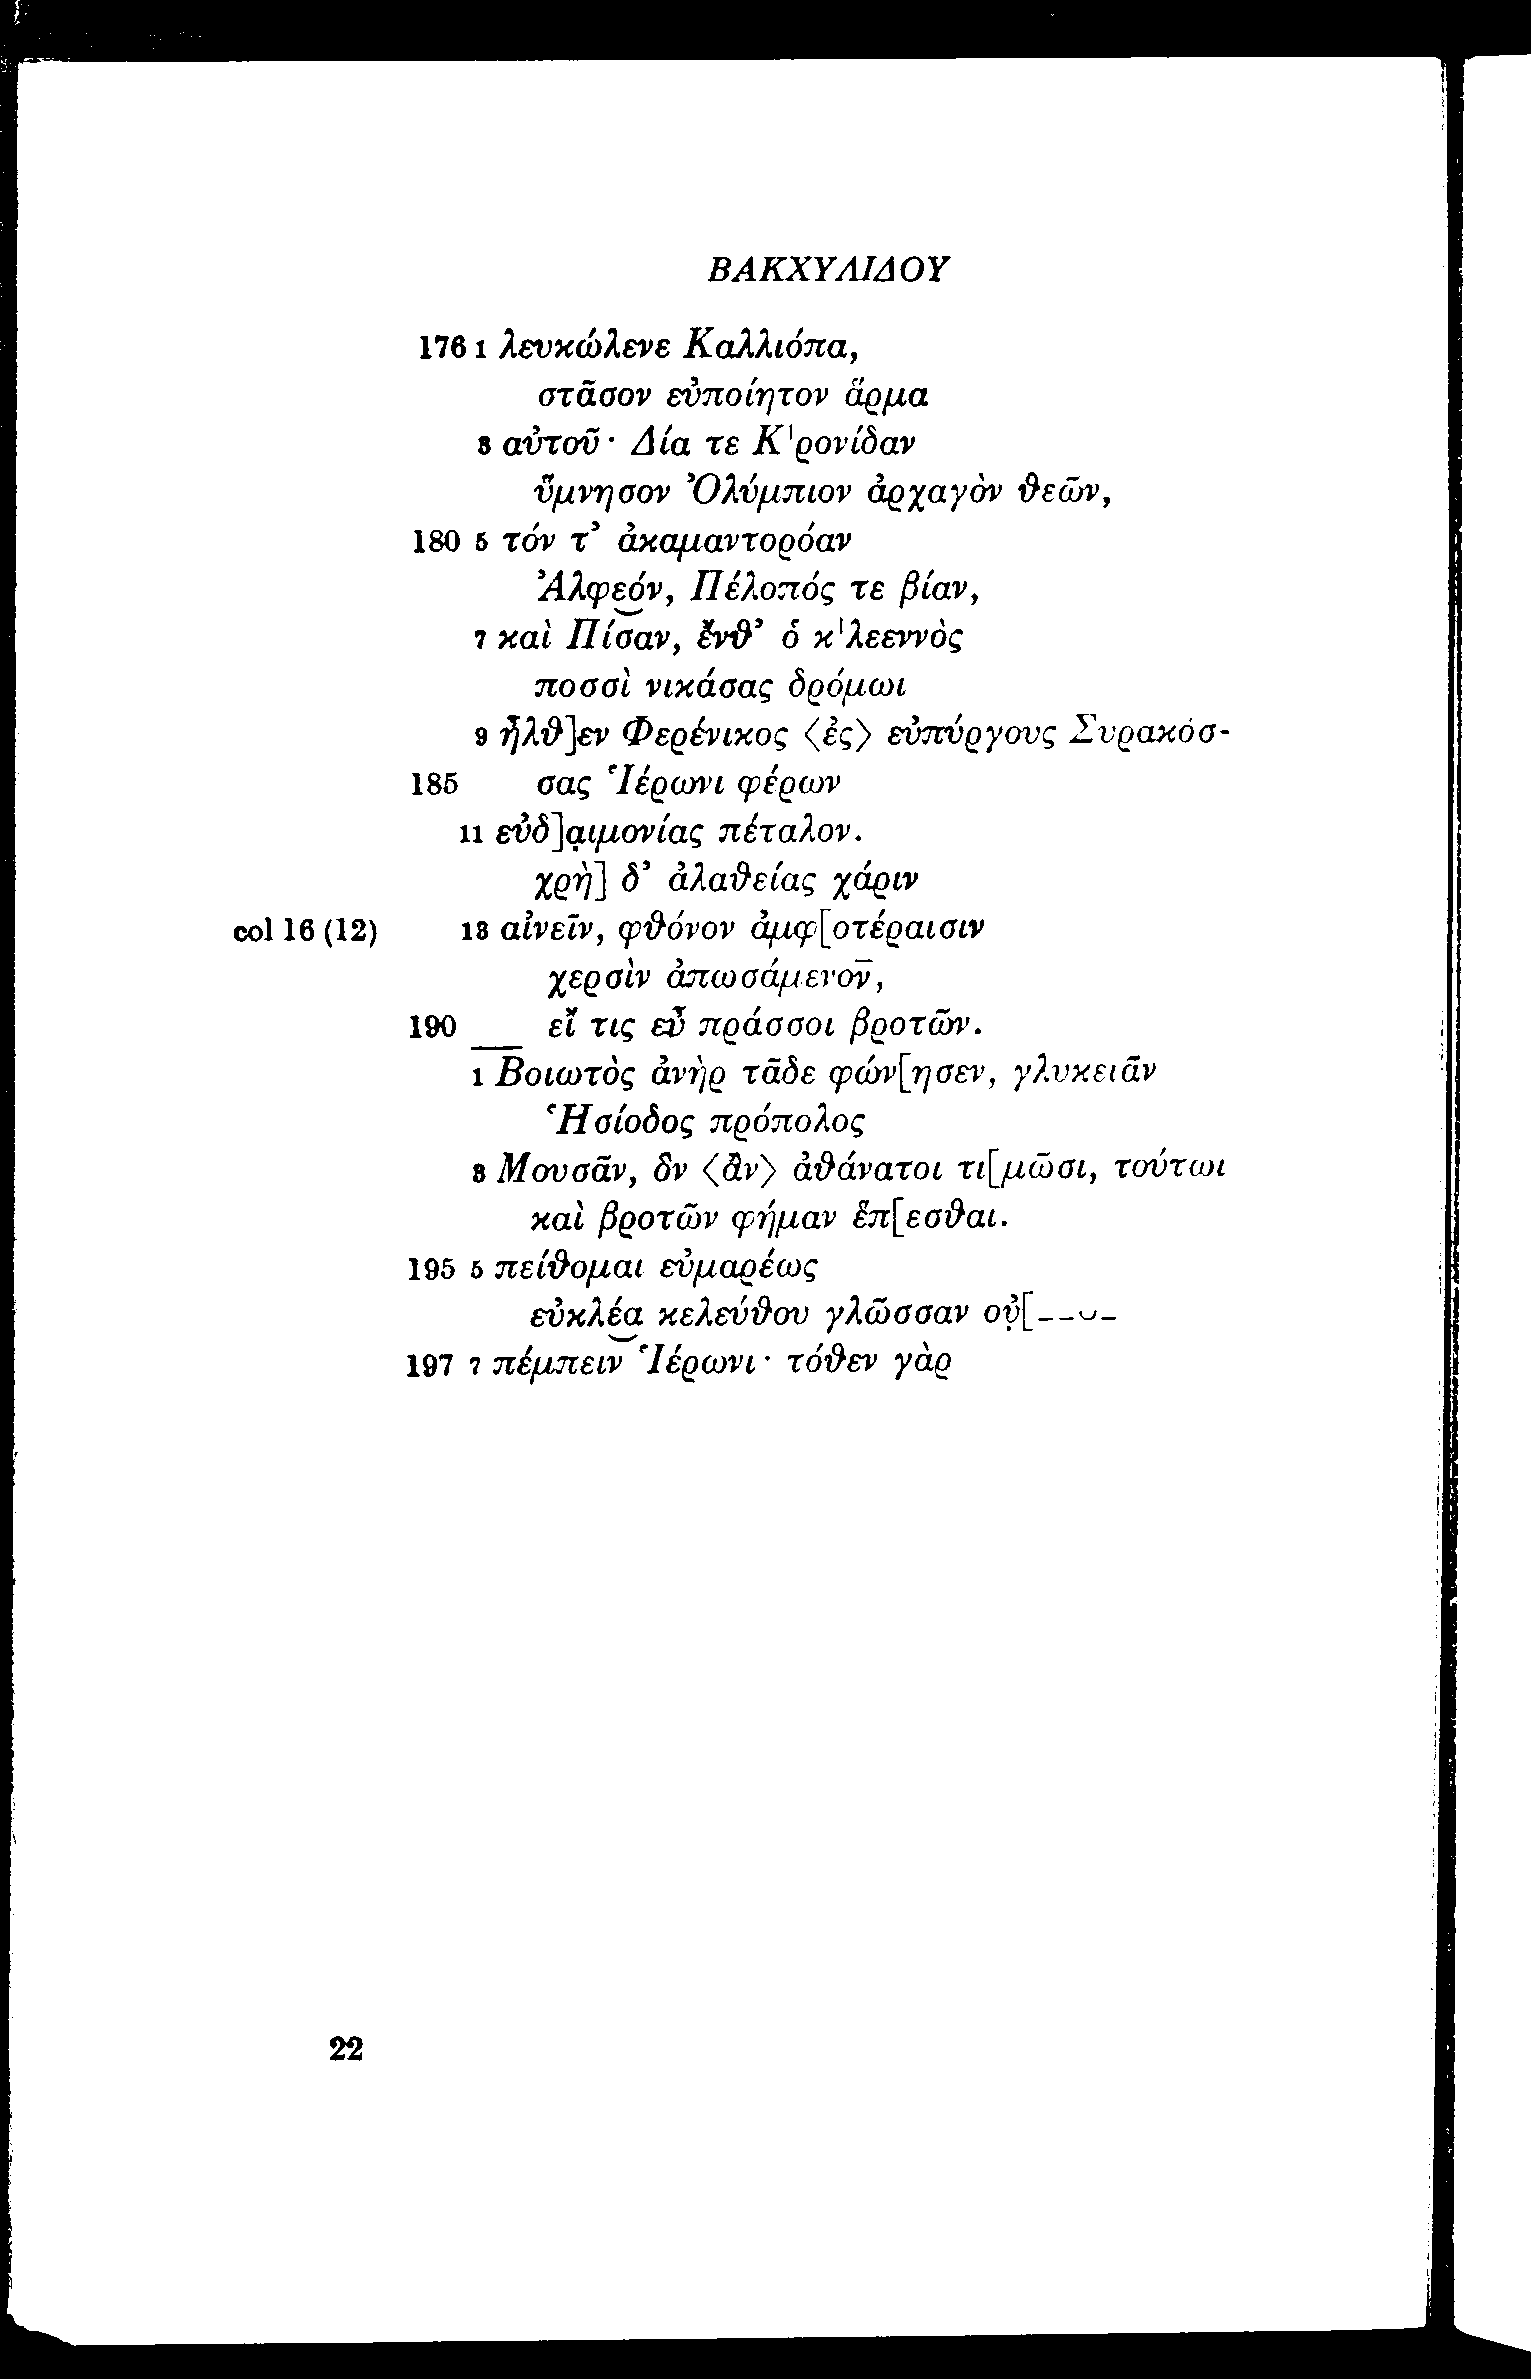 ΒΑΚΧΥΛΙΔΟΥ
176 1 λευκώλενε Καλλιόπα,
στᾶσον εὐποίητον ἅρμα
3 αὐτοῦ· Δία τε Κ'ρονίδαν
ὕμνησον Ὀλύμπιον ἀρχαγὸν θεῶν,
180 5 τόν τ' ἀκαμαντορόαν
Ἀλφεόν, Πέλοπός τε βίαν,
7 καὶ Πίσαν, ἔνθ' ὁ κ'λεεννὸς
ποσσὶ νικάσας δρόμωι
9 ἦλθ]εν Φερένικος ⟨ἐς⟩ εὐπύργους Συρακόσ-
185 σας Ἱέρωνι φέρων
11 εὐδ]α̣ιμονίας πέταλον.
χρὴ] δ' ἀλαθείας χάριν
col 16 (12) 13 αἰνεῖν, φθόνον ἀμφ[οτέραισιν
χερσὶν ἀπωσάμενον,
190 εἴ τις εὖ πράσσοι βροτῶν.
1 Βοιωτὸς ἀνὴρ τᾶδε φών[ησεν, γλυκειᾶν
Ἡσίοδος πρόπολος
3 Μουσᾶν, ὃν ⟨ἂν⟩ ἀθάνατοι τι[μῶσι, τούτωι
καὶ βροτῶν φήμαν ἕπ[εσθαι.
195 5 πείθομαι εὐμαρέως
εὐκλέα κελεύθου γλῶσσαν οὐ̣[––⏑–
197 7 πέμπειν Ἱέρωνι· τόθεν γὰρ
22